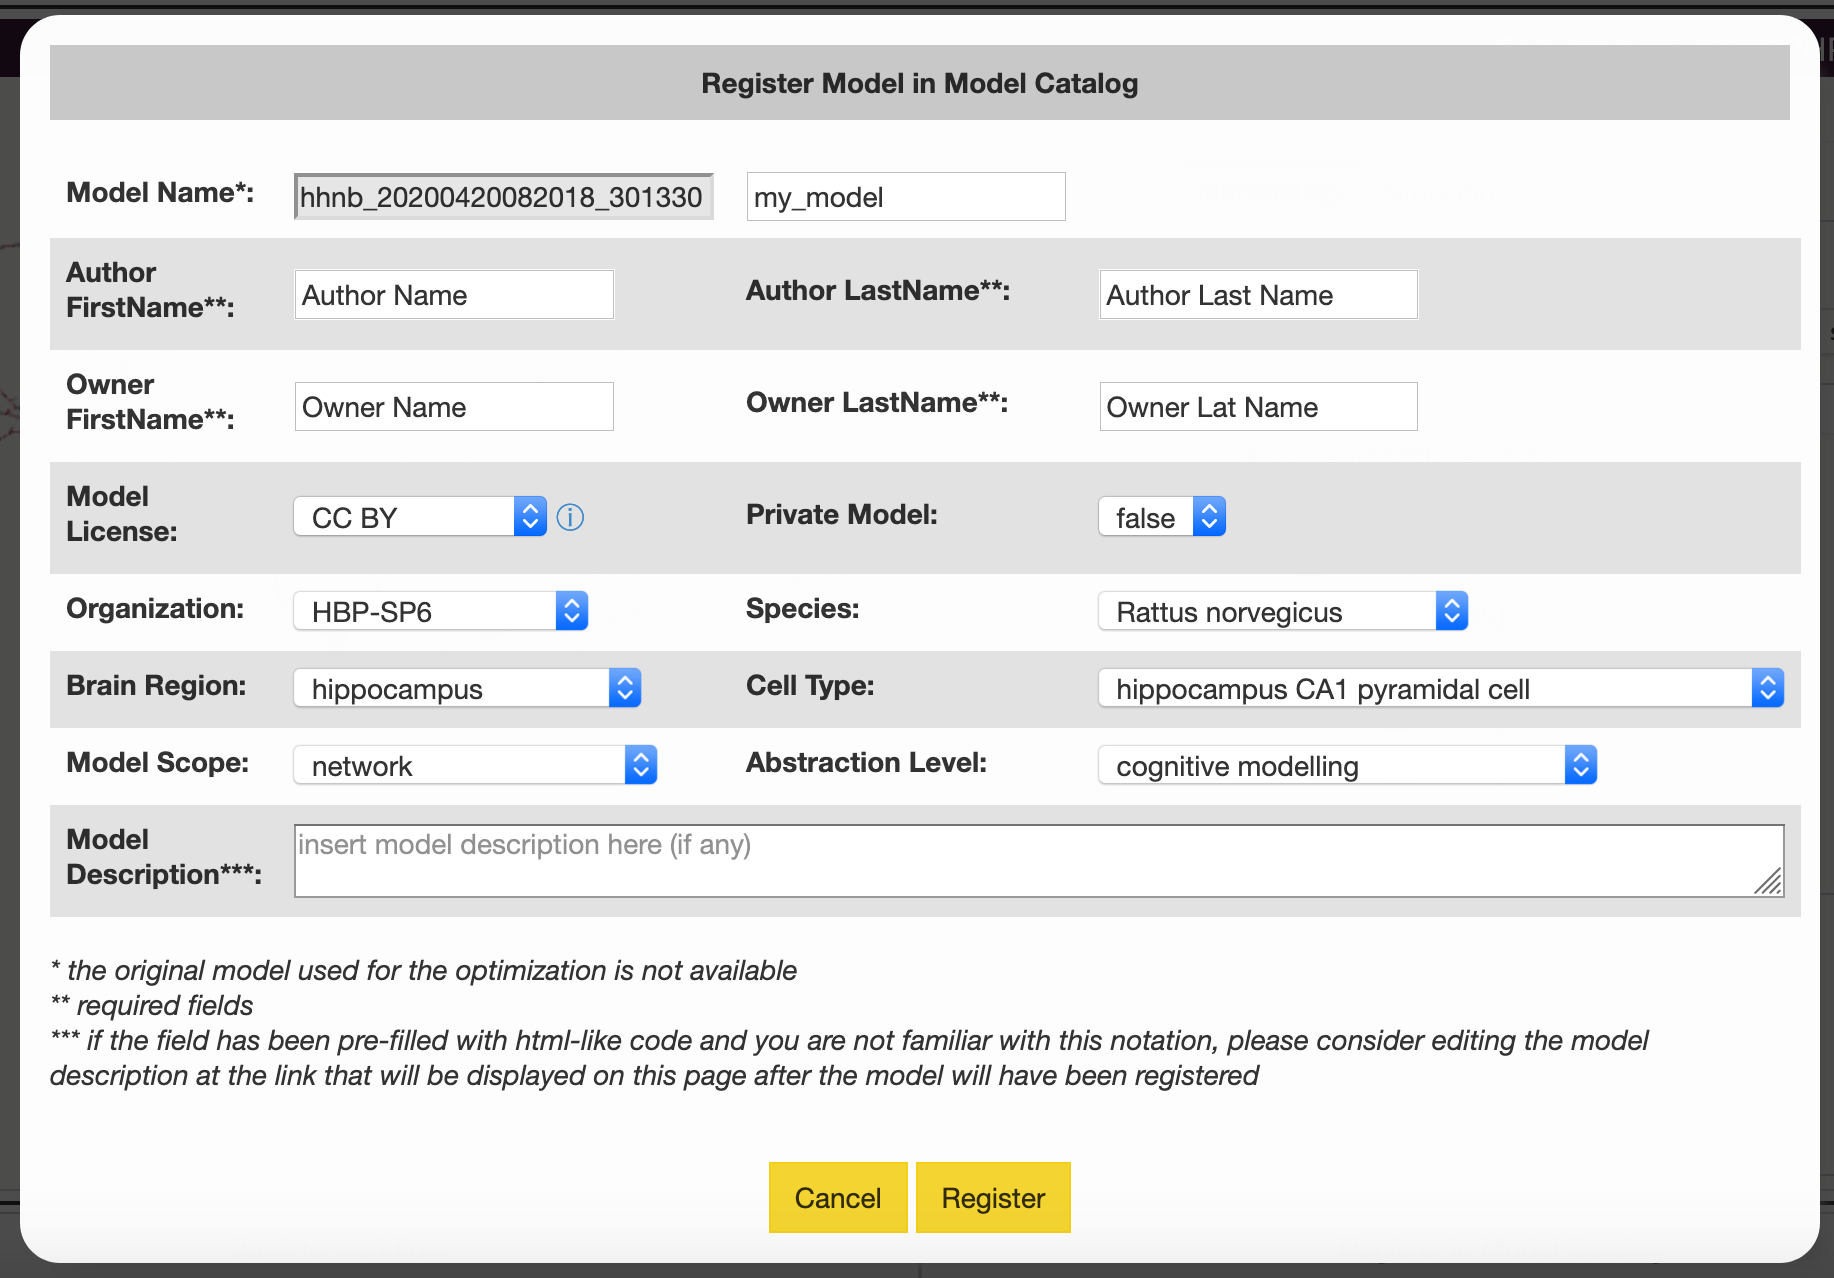 Register Model in Model Catalog
Model Name*: hhnb_20200420082018_301330 my_model
Author
FirstName**: Author Name Author LastName**: Author Last Name
Owner
FirstName**: Owner Name Owner LastName**: Owner Lat Name
Model
License: CC BY Private Model: false
Organization: HBP-SP6 Species: Rattus norvegicus
Brain Region: hippocampus Cell Type: hippocampus CA1 pyramidal cell
Model Scope: network Abstraction Level: cognitive modelling
Model
Description***: insert model description here (if any)
* the original model used for the optimization is not available
** required fields
*** if the field has been pre-filled with html-like code and you are not familiar with this notation, please consider editing the model
description at the link that will be displayed on this page after the model will have been registered
Cancel Register